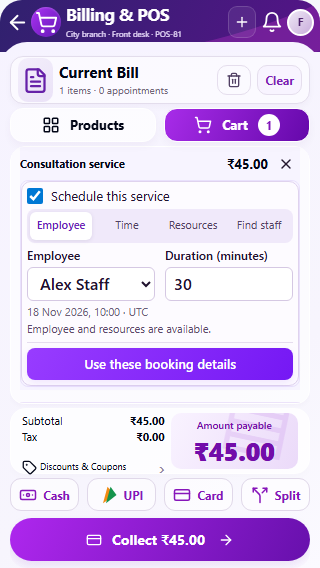 Billing & POS
City branch · Front desk · POS-81
F
Current Bill
1 items · 0 appointments
Clear
Products
Cart 1
Consultation service ₹45.00
Schedule this service
Employee Time Resources Find staff
Employee Duration (minutes)
Alex Staff 30
18 Nov 2026, 10:00 · UTC
Employee and resources are available.
Use these booking details
Subtotal ₹45.00
Tax ₹0.00
Discounts & Coupons
Amount payable
₹45.00
Cash UPI Card Split
Collect ₹45.00